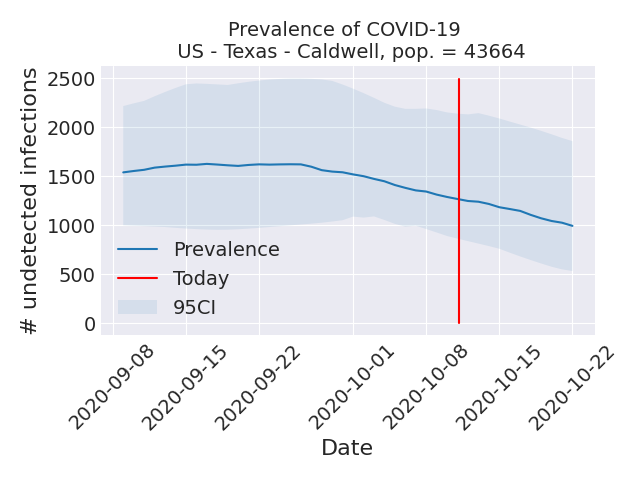 Prevalence of COVID-19
US - Texas - Caldwell, pop. = 43664
# undetected infections
2500
2000
1500
1000
500
0
Prevalence
Today
95CI
2020-09-08
2020-09-15
2020-09-22
2020-10-01
2020-10-08
2020-10-15
2020-10-22
Date